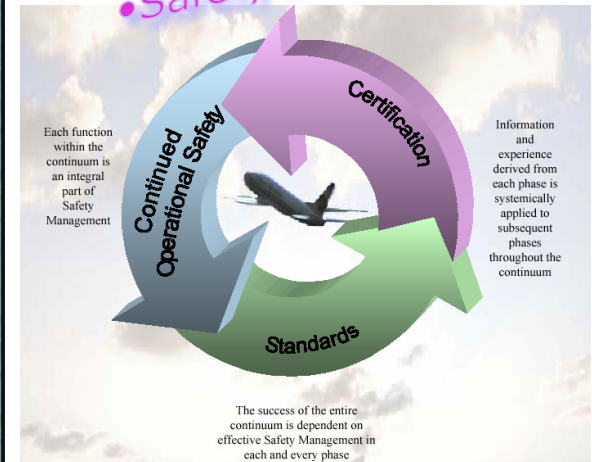 Certification
Continued
Operational Safety
Each function
within the
continuum is
an integral
part of
Safety
Management
Information
and
experience
derived from
each phase is
systemically
applied to
subsequent
phases
throughout the
continuum
Standards
The success of the entire
continuum is dependent on
effective Safety Management in
each and every phase